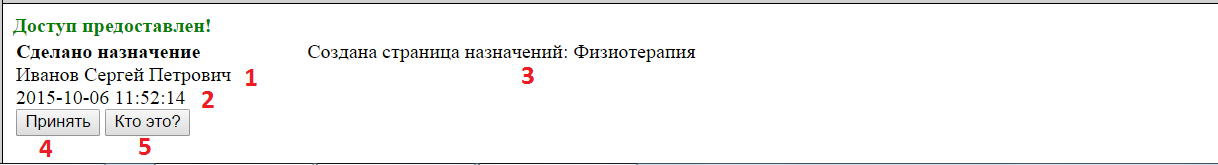 Доступ предоставлен!
Сделано назначение Создана страница назначений: Физиотерапия
Иванов Сергей Петрович 1 3
2015-10-06 11:52:14 2
Принять Кто это?
4 5